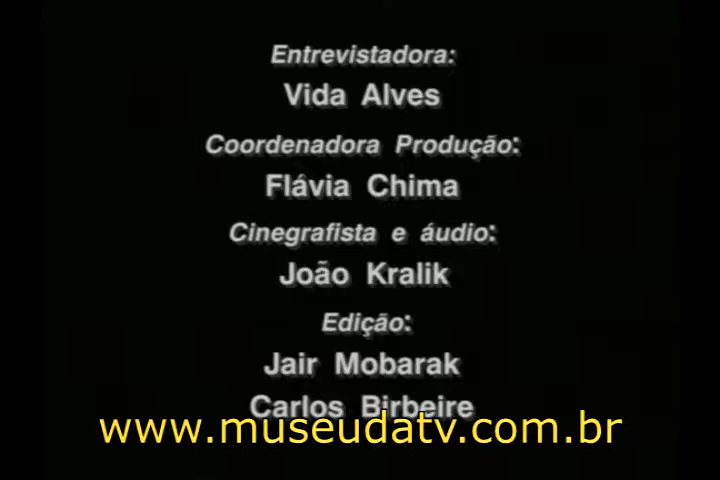 Entrevistadora:
Vida Alves
Coordenadora Produção:
Flávia Chima
Cinegrafista e áudio:
João Kralik
Edição:
Jair Mobarak
Carlos Birbeire
www.museudatv.com.br